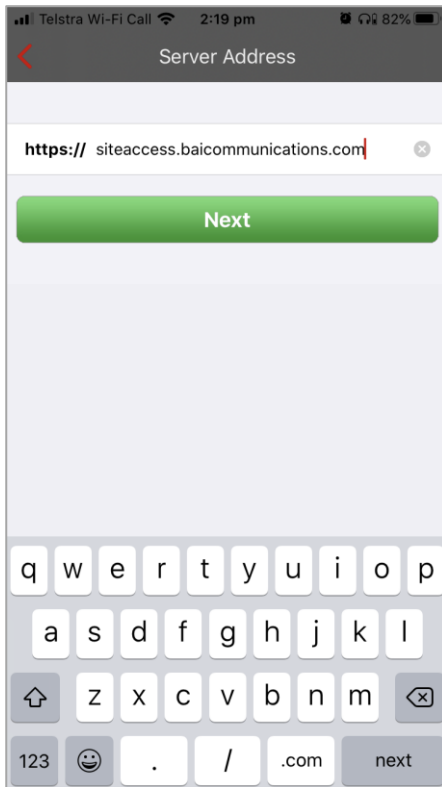 Telstra Wi-Fi Call 2:19 pm 82%
Server Address
https:// siteaccess.baicommunications.com
Next
q w e r t y u i o p
a s d f g h j k l
z x c v b n m
123 . / .com next